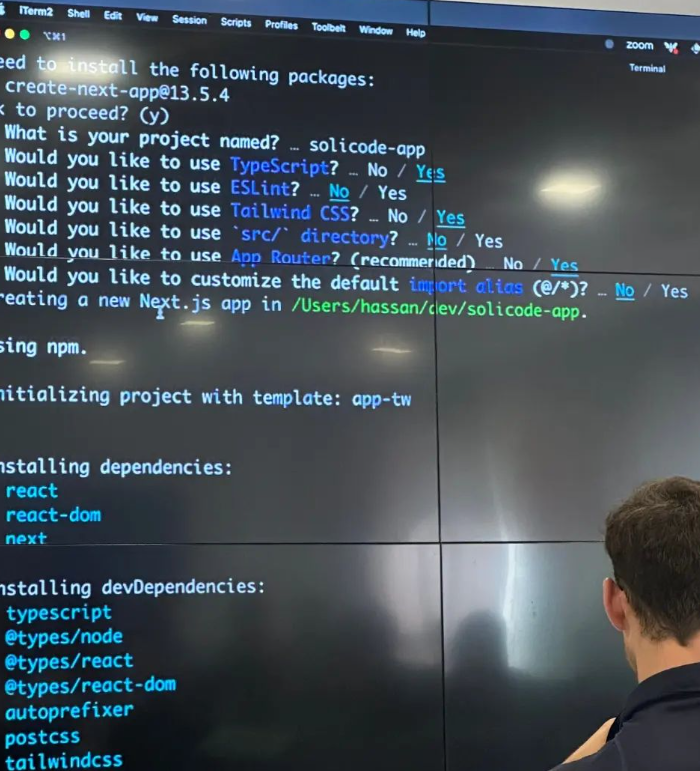 iTerm2 Shell Edit View Session Scripts Profiles Toolbelt Window Help
⌥⌘1
zoom
Terminal
eed to install the following packages:
create-next-app@13.5.4
to proceed? (y)
What is your project named? … solicode-app
Would you like to use TypeScript? … No / Yes
Would you like to use ESLint? … No / Yes
Would you like to use Tailwind CSS? … No / Yes
Would you like to use `src/` directory? … No / Yes
Would you like to use App Router? (recommended) … No / Yes
Would you like to customize the default import alias (@/*)? … No / Yes
reating a new Next.js app in /Users/hassan/dev/solicode-app.
sing npm.
nitializing project with template: app-tw
nstalling dependencies:
react
react-dom
next
nstalling devDependencies:
typescript
@types/node
@types/react
@types/react-dom
autoprefixer
postcss
tailwindcss